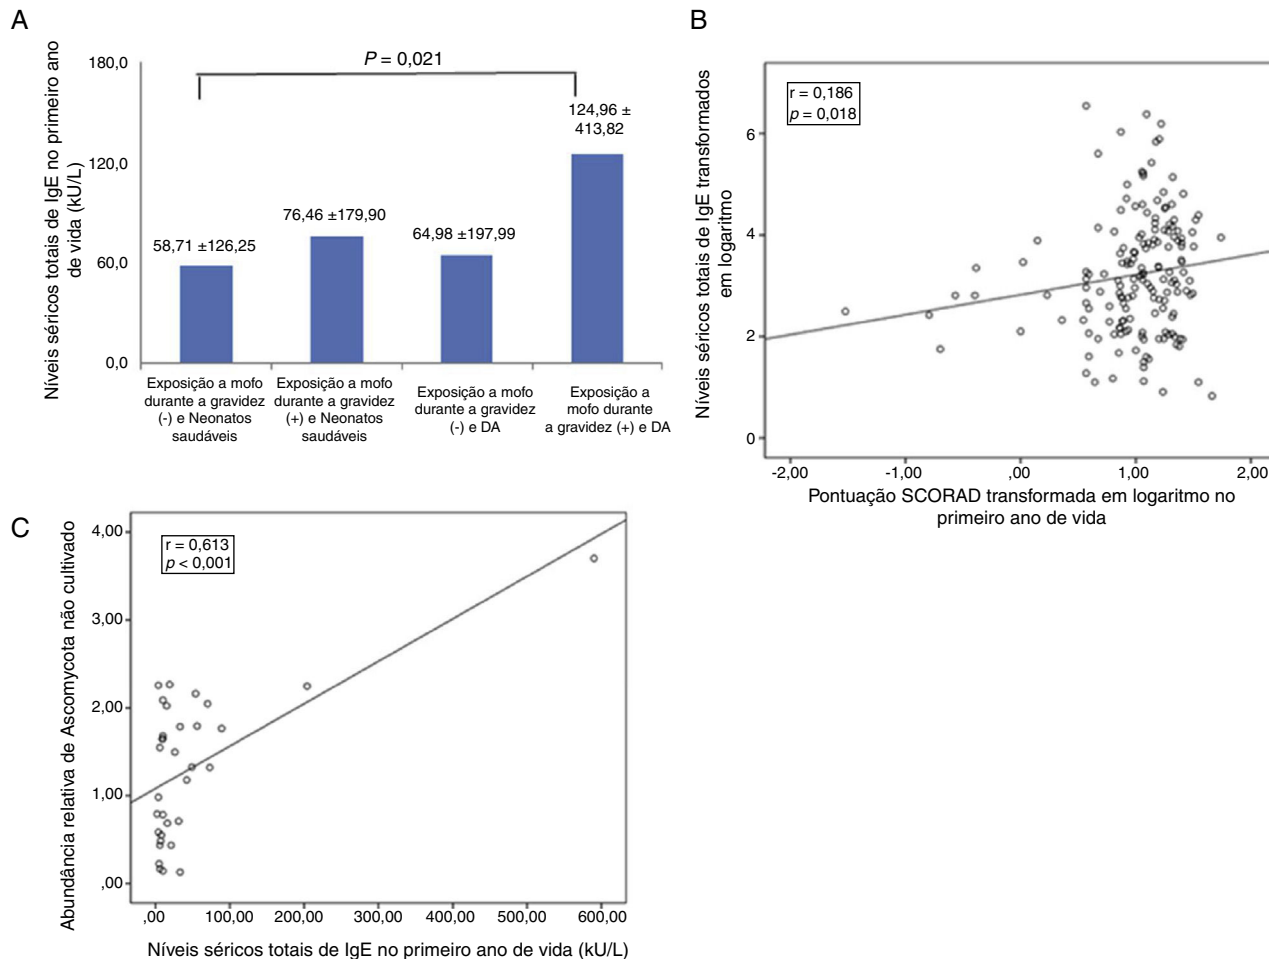 A
Níveis séricos totais de IgE no primeiro ano
de vida (kU/L)
180,0
120,0
60,0
0,0
P = 0,021
58,71 ±126,25
76,46 ±179,90
64,98 ±197,99
124,96 ±
413,82
Exposição a mofo
durante a gravidez
(-) e Neonatos
saudáveis
Exposição a mofo
durante a gravidez
(+) e Neonatos
saudáveis
Exposição a mofo
durante a gravidez
(-) e DA
Exposição a
mofo durante
a gravidez (+) e DA
B
Níveis séricos totais de IgE transformados
em logaritmo
r = 0,186
p = 0,018
6
4
2
0
-2,00
-1,00
,00
1,00
2,00
Pontuação SCORAD transformada em logaritmo no
primeiro ano de vida
C
Abundância relativa de Ascomycota não cultivado
r = 0,613
p < 0,001
4,00
3,00
2,00
1,00
,00
,00
100,00
200,00
300,00
400,00
500,00
600,00
Níveis séricos totais de IgE no primeiro ano de vida (kU/L)